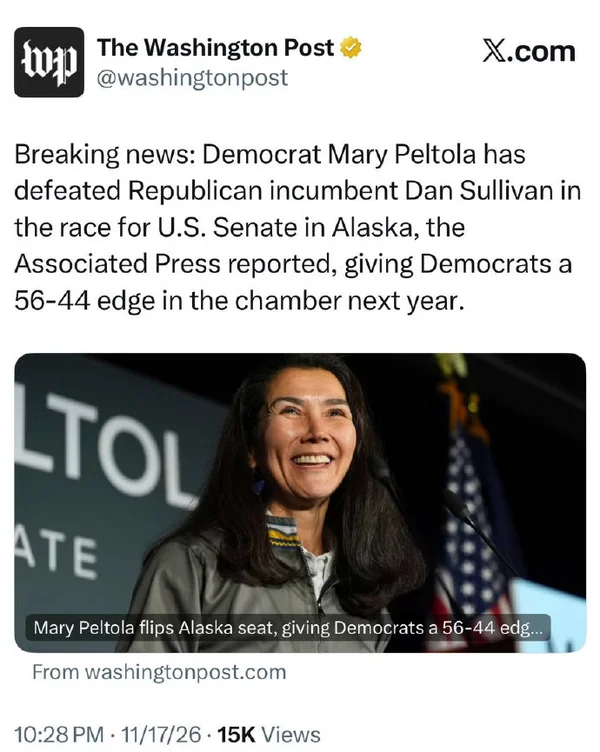 wp The Washington Post
X.com
@washingtonpost
Breaking news: Democrat Mary Peltola has
defeated Republican incumbent Dan Sullivan in
the race for U.S. Senate in Alaska, the
Associated Press reported, giving Democrats a
56-44 edge in the chamber next year.
LTOL
ATE
Mary Peltola flips Alaska seat, giving Democrats a 56-44 edg...
From washingtonpost.com
10:28 PM · 11/17/26 · 15K Views